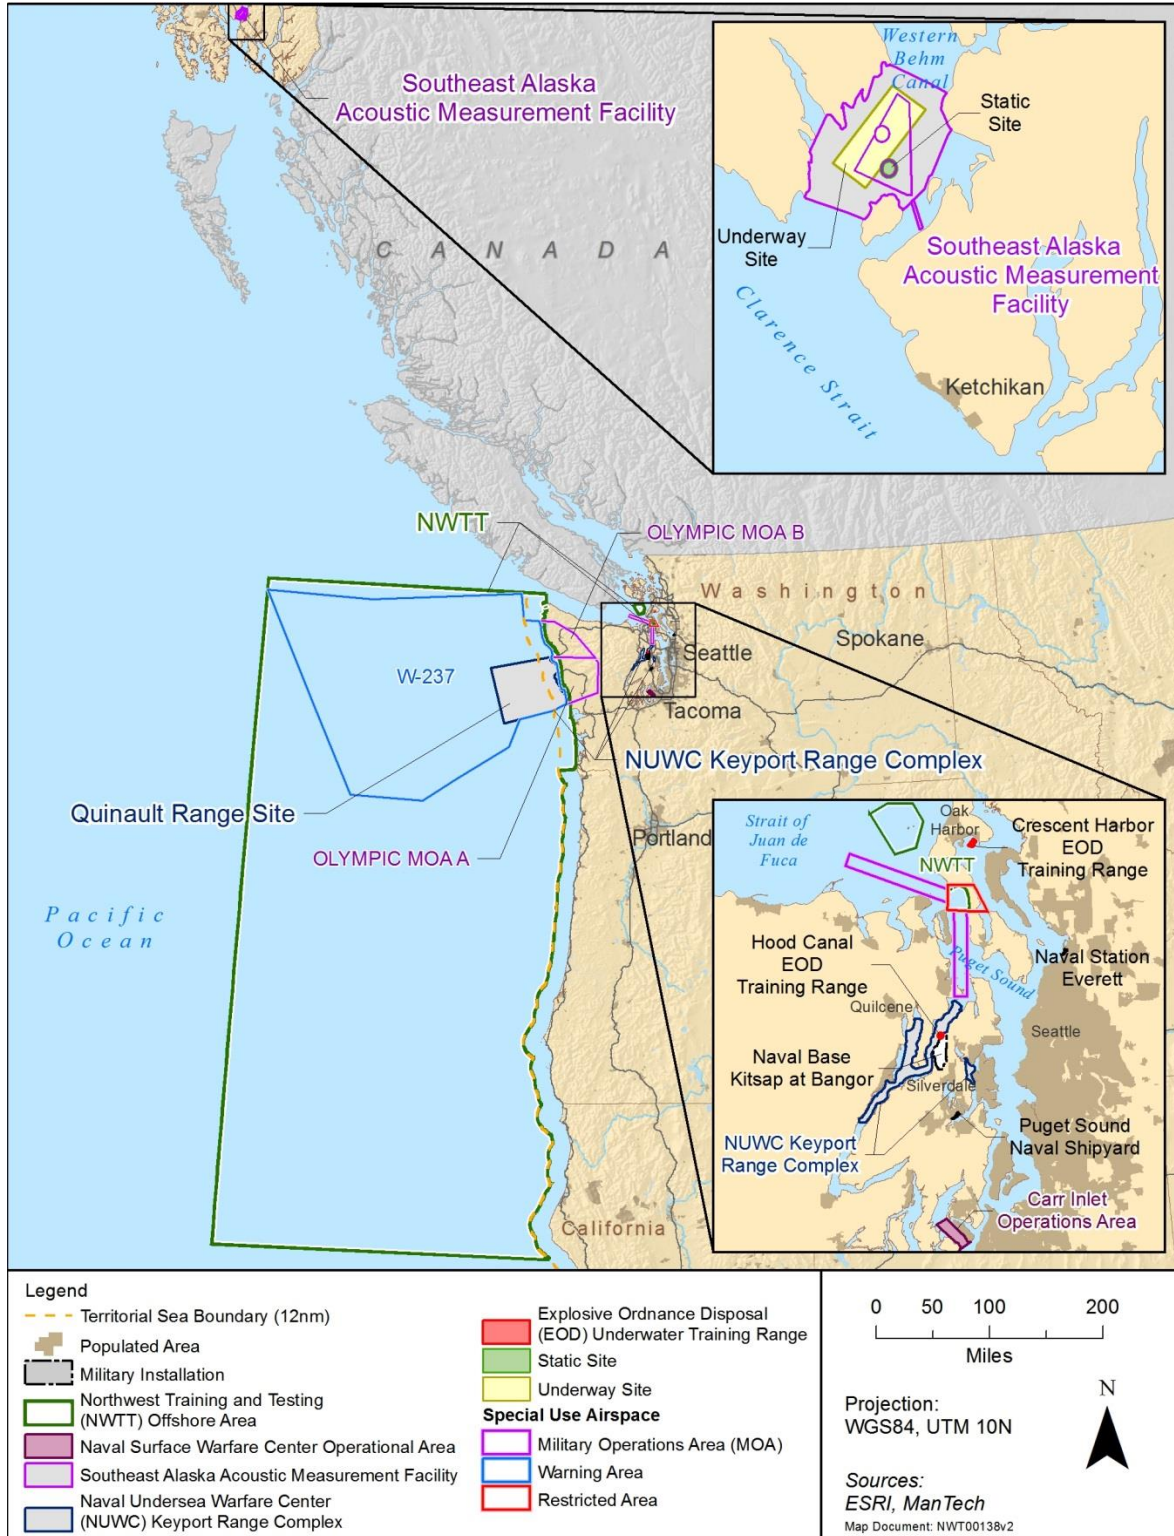 Southeast Alaska
Acoustic Measurement Facility
CANADA
Western
Behm
Canal
Static
Site
Underway
Site
Southeast Alaska
Acoustic Measurement
Facility
Clarence Strait
Ketchikan
NWTT
OLYMPIC MOA B
Washington
Spokane
Seattle
W-237
Tacoma
NUWC Keyport Range Complex
Quinault Range Site
Portland
OLYMPIC MOA A
Pacific
Ocean
California
Strait of
Juan de
Fuca
Oak
Harbor
Crescent Harbor
EOD
Training Range
NWTT
Hood Canal
EOD
Training Range
Puget Sound
Naval Station
Everett
Quilcene
Seattle
Naval Base
Kitsap at Bangor
Silverdale
NUWC Keyport
Range Complex
Puget Sound
Naval Shipyard
Carr Inlet
Operations Area
Legend
Territorial Sea Boundary (12nm)
Populated Area
Military Installation
Northwest Training and Testing
(NWTT) Offshore Area
Naval Surface Warfare Center Operational Area
Southeast Alaska Acoustic Measurement Facility
Naval Undersea Warfare Center
(NUWC) Keyport Range Complex
Explosive Ordnance Disposal
(EOD) Underwater Training Range
Static Site
Underway Site
Special Use Airspace
Military Operations Area (MOA)
Warning Area
Restricted Area
0 50 100 200
Miles
Projection:
WGS84, UTM 10N
N
Sources:
ESRI, ManTech
Map Document: NWT00138v2